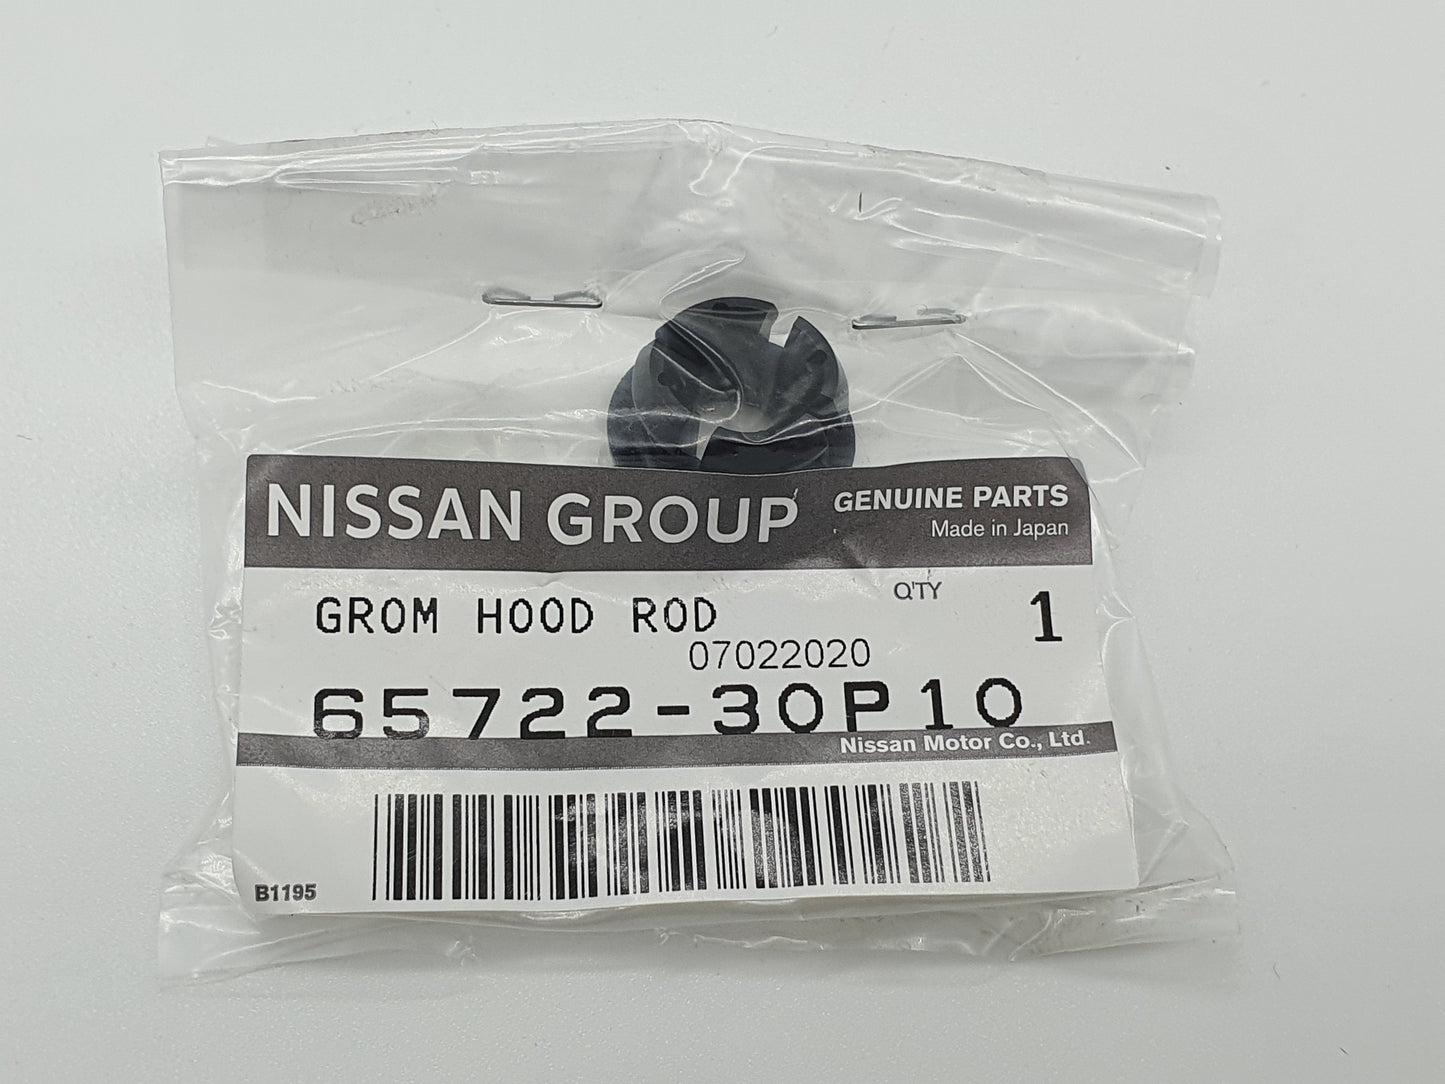 NISSAN GROUP GENUINE PARTS
Made in Japan
GROM HOOD ROD Q'TY 1
07022020
65722-30P10
Nissan Motor Co., Ltd.
B1195